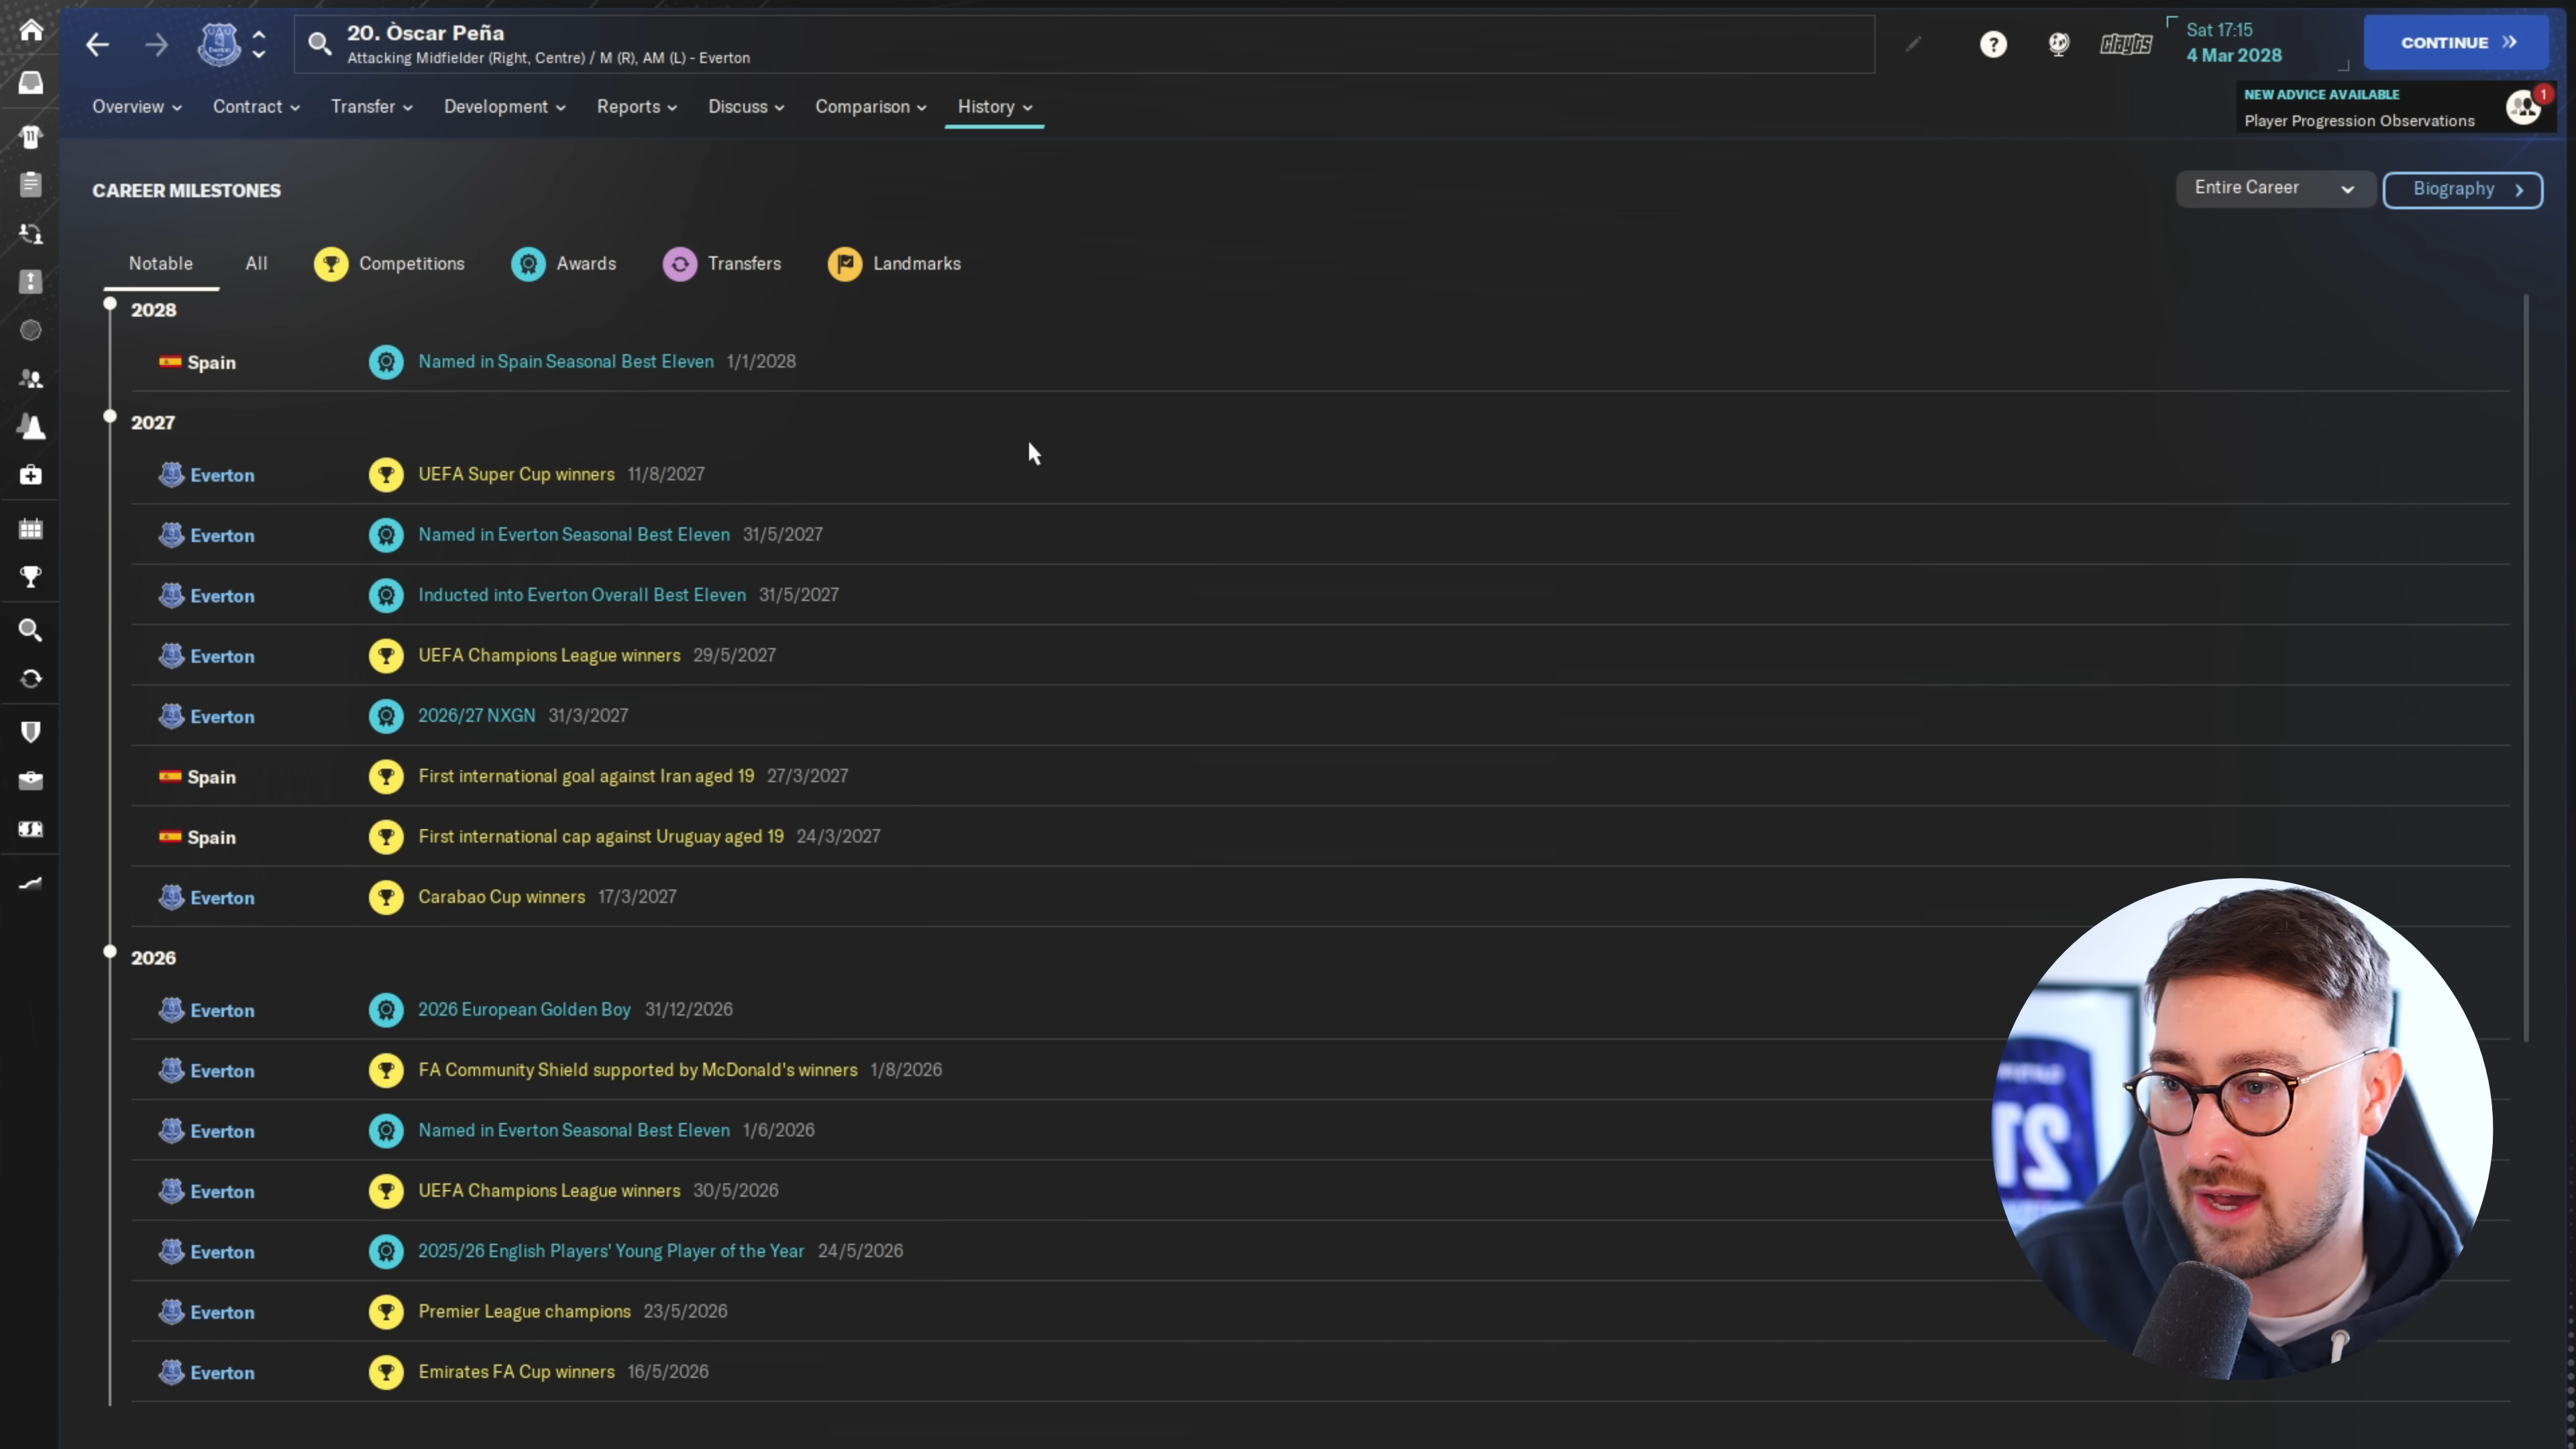 20. Òscar Peña
Attacking Midfielder (Right, Centre) / M (R), AM (L) - Everton
Sat 17:15
4 Mar 2028
CONTINUE
Overview
Contract
Transfer
Development
Reports
Discuss
Comparison
History
NEW ADVICE AVAILABLE
Player Progression Observations
1
CAREER MILESTONES
Entire Career
Biography
Notable
All
Competitions
Awards
Transfers
Landmarks
2028
Spain Named in Spain Seasonal Best Eleven 1/1/2028
2027
Everton UEFA Super Cup winners 11/8/2027
Everton Named in Everton Seasonal Best Eleven 31/5/2027
Everton Inducted into Everton Overall Best Eleven 31/5/2027
Everton UEFA Champions League winners 29/5/2027
Everton 2026/27 NXGN 31/3/2027
Spain First international goal against Iran aged 19 27/3/2027
Spain First international cap against Uruguay aged 19 24/3/2027
Everton Carabao Cup winners 17/3/2027
2026
Everton 2026 European Golden Boy 31/12/2026
Everton FA Community Shield supported by McDonald's winners 1/8/2026
Everton Named in Everton Seasonal Best Eleven 1/6/2026
Everton UEFA Champions League winners 30/5/2026
Everton 2025/26 English Players' Young Player of the Year 24/5/2026
Everton Premier League champions 23/5/2026
Everton Emirates FA Cup winners 16/5/2026
21